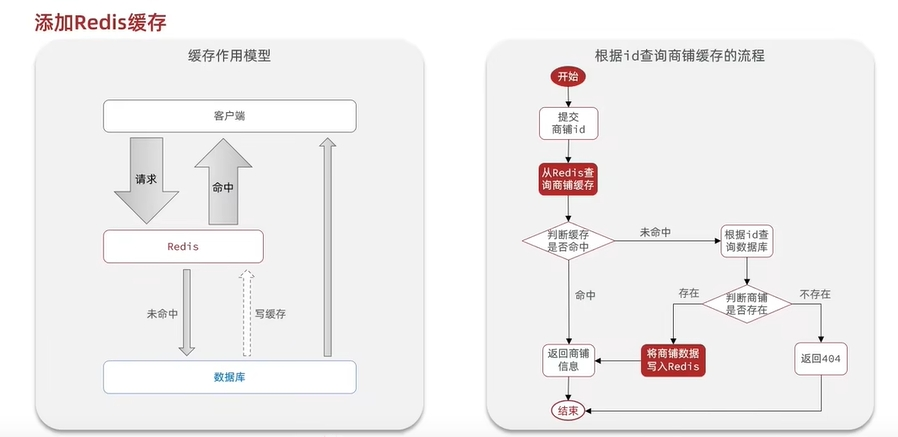 添加Redis缓存
缓存作用模型
客户端
请求
命中
Redis
未命中
写缓存
数据库
根据id查询商铺缓存的流程
开始
提交
商铺id
从Redis查
询商铺缓存
判断缓存
是否命中
未命中
根据id查
询数据库
命中
判断商铺
是否存在
存在
不存在
返回商铺
信息
将商铺数据
写入Redis
返回404
结束